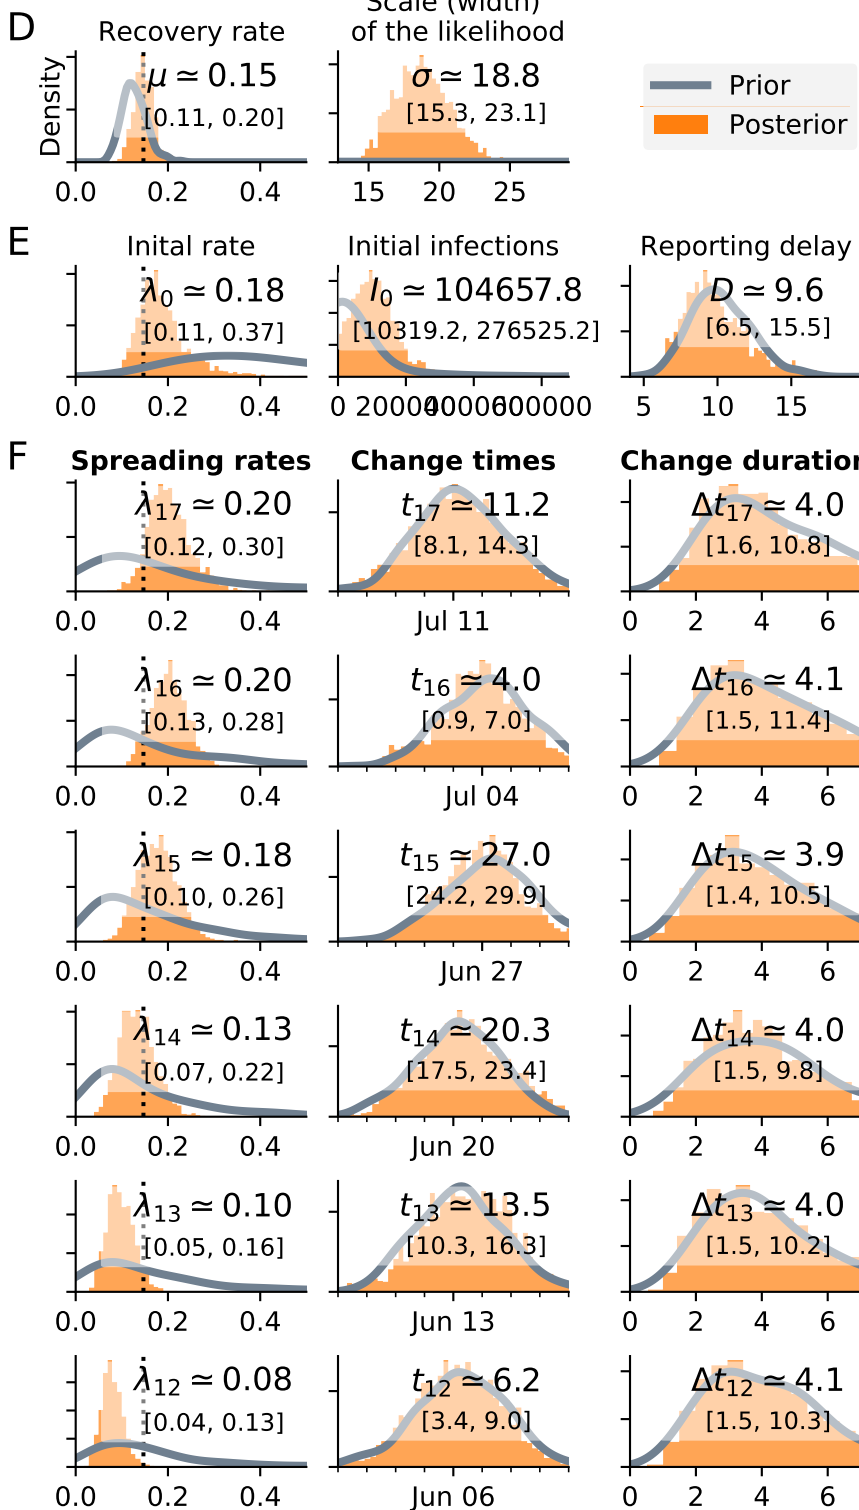 D
Scale (width)
Recovery rate
of the likelihood
Density
μ ≃ 0.15
[0.11, 0.20]
σ ≃ 18.8
[15.3, 23.1]
Prior
Posterior
0.0 0.2 0.4
15 20 25
E
Inital rate
Initial infections
Reporting delay
λ0 ≃ 0.18
[0.11, 0.37]
I0 ≃ 104657.8
[10319.2, 276525.2]
D ≃ 9.6
[6.5, 15.5]
0.0 0.2 0.4
0 200000 400000 600000
5 10 15
F
Spreading rates
Change times
Change duration
λ17 ≃ 0.20
[0.12, 0.30]
t17 ≃ 11.2
[8.1, 14.3]
Δt17 ≃ 4.0
[1.6, 10.8]
0.0 0.2 0.4
Jul 11
0 2 4 6
λ16 ≃ 0.20
[0.13, 0.28]
t16 ≃ 4.0
[0.9, 7.0]
Δt16 ≃ 4.1
[1.5, 11.4]
0.0 0.2 0.4
Jul 04
0 2 4 6
λ15 ≃ 0.18
[0.10, 0.26]
t15 ≃ 27.0
[24.2, 29.9]
Δt15 ≃ 3.9
[1.4, 10.5]
0.0 0.2 0.4
Jun 27
0 2 4 6
λ14 ≃ 0.13
[0.07, 0.22]
t14 ≃ 20.3
[17.5, 23.4]
Δt14 ≃ 4.0
[1.5, 9.8]
0.0 0.2 0.4
Jun 20
0 2 4 6
λ13 ≃ 0.10
[0.05, 0.16]
t13 ≃ 13.5
[10.3, 16.3]
Δt13 ≃ 4.0
[1.5, 10.2]
0.0 0.2 0.4
Jun 13
0 2 4 6
λ12 ≃ 0.08
[0.04, 0.13]
t12 ≃ 6.2
[3.4, 9.0]
Δt12 ≃ 4.1
[1.5, 10.3]
0.0 0.2 0.4
Jun 06
0 2 4 6